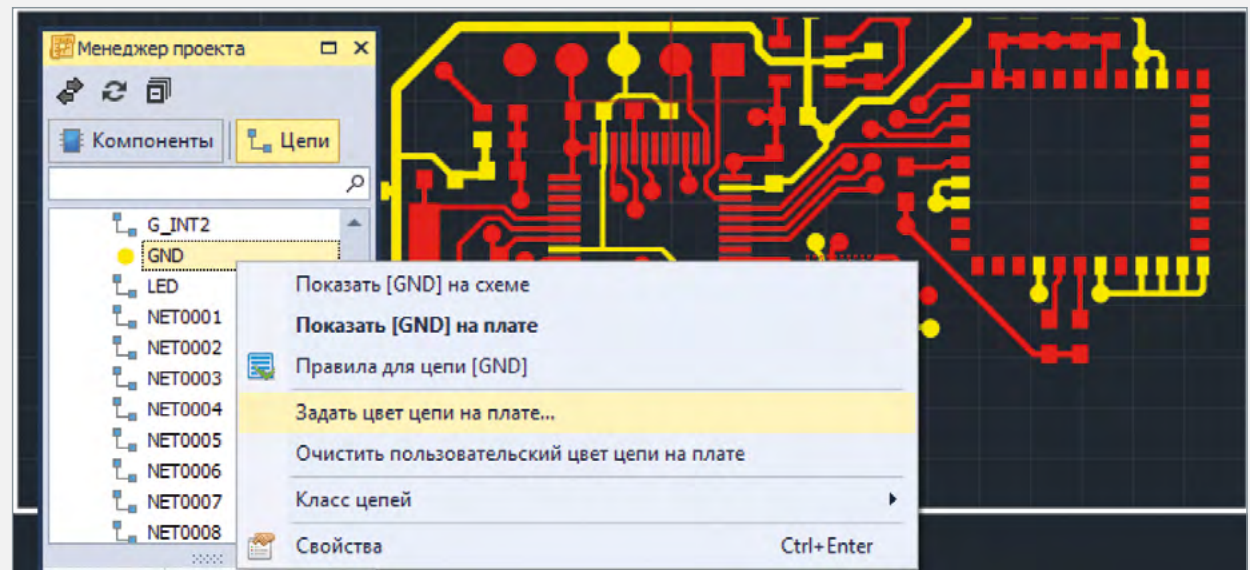 Менеджер проекта
Компоненты
Цепи
G_INT2
GND
LED
NET0001
NET0002
NET0003
NET0004
NET0005
NET0006
NET0007
NET0008
Показать [GND] на схеме
Показать [GND] на плате
Правила для цепи [GND]
Задать цвет цепи на плате...
Очистить пользовательский цвет цепи на плате
Класс цепей
Свойства Ctrl+Enter